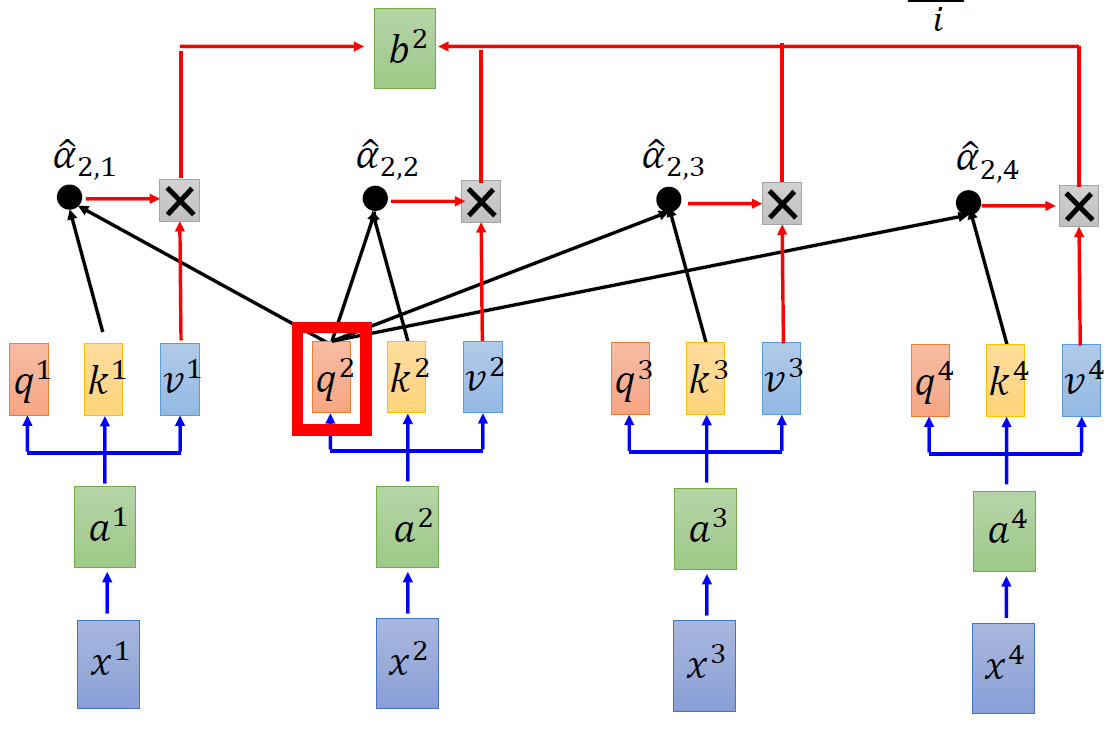 i
b²
α̂₂,₁ α̂₂,₂ α̂₂,₃ α̂₂,₄
× × × ×
q¹ k¹ v¹ q² k² v² q³ k³ v³ q⁴ k⁴ v⁴
a¹ a² a³ a⁴
x¹ x² x³ x⁴